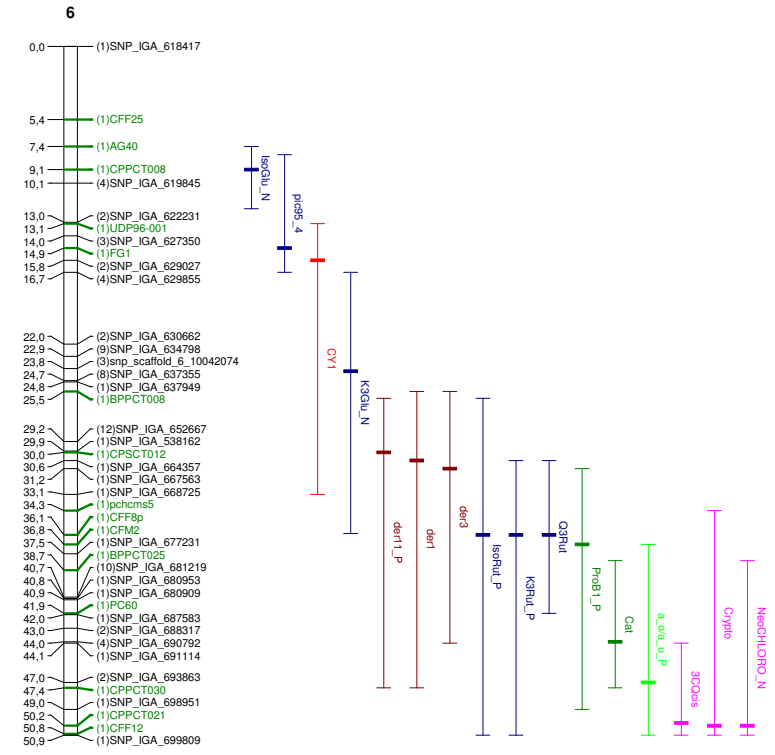 6
0,0 (1)SNP_IGA_618417
5,4 (1)CFF25
7,4 (1)AG40
9,1 (1)CPPCT008
10,1 (4)SNP_IGA_619845
13,0 (2)SNP_IGA_622231
13,1 (1)UDP96-001
14,0 (3)SNP_IGA_627350
14,9 (1)FG1
15,8 (2)SNP_IGA_629027
16,7 (4)SNP_IGA_629855
22,0 (2)SNP_IGA_630662
22,9 (9)SNP_IGA_634798
23,8 (3)snp_scaffold_6_10042074
24,7 (8)SNP_IGA_637355
24,8 (1)SNP_IGA_637949
25,5 (1)BPPCT008
29,2 (12)SNP_IGA_652667
29,9 (1)SNP_IGA_538162
30,0 (1)CPSCT012
30,6 (1)SNP_IGA_664357
31,2 (1)SNP_IGA_667563
33,1 (1)SNP_IGA_668725
34,3 (1)pchcms5
36,1 (1)CFF8p
36,8 (1)CFM2
37,5 (1)SNP_IGA_677231
38,7 (1)BPPCT025
40,7 (10)SNP_IGA_681219
40,8 (1)SNP_IGA_680953
40,9 (1)SNP_IGA_680909
41,9 (1)PC60
42,0 (1)SNP_IGA_687583
43,0 (2)SNP_IGA_688317
44,0 (4)SNP_IGA_690792
44,1 (1)SNP_IGA_691114
47,0 (2)SNP_IGA_693863
47,4 (1)CPPCT030
49,0 (1)SNP_IGA_698951
50,2 (1)CPPCT021
50,8 (1)CFF12
50,9 (1)SNP_IGA_699809
IsoGlu_N
pic95_4
CY1
K3Glu_N
der11_P
der1
der3
IsoRut_P
K3Rut_P
Q3Rut
ProB1_P
Cat
a_o/a_u_P
3CQcis
Crypto
NeoCHLORO_N